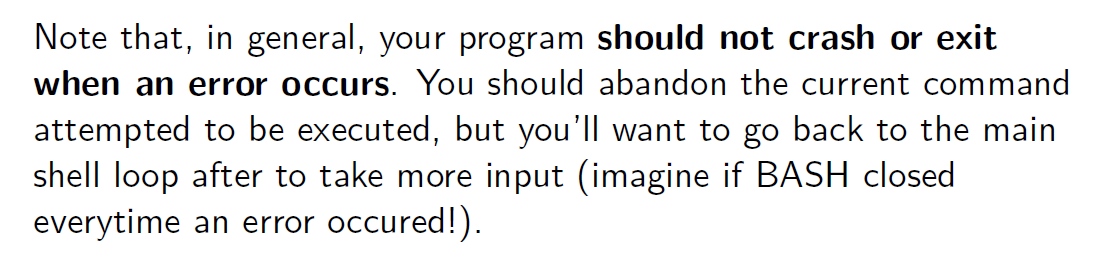 Note that, in general, your program should not crash or exit
when an error occurs. You should abandon the current command
attempted to be executed, but you'll want to go back to the main
shell loop after to take more input (imagine if BASH closed
everytime an error occured!).